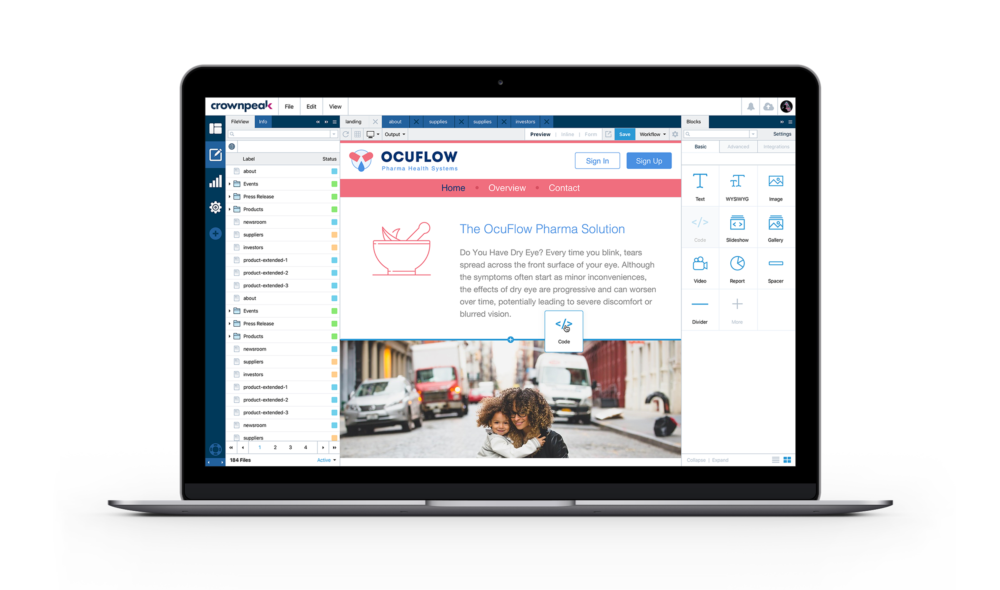 crownpeak File Edit View
FileView Info
landing about supplies supplies investors
Blocks
Output Preview | Inline | Form Save Workflow
Settings
Basic Advanced Integrations
Label Status
about
Events
Press Release
Products
newsroom
suppliers
investors
product-extended-1
product-extended-2
product-extended-3
about
Events
Press Release
Products
newsroom
suppliers
investors
product-extended-1
product-extended-2
product-extended-3
newsroom
suppliers
1 2 3 4
184 Files Active
OCUFLOW
Pharma Health Systems
Sign In Sign Up
Home • Overview • Contact
The OcuFlow Pharma Solution
Do You Have Dry Eye? Every time you blink, tears
spread across the front surface of your eye. Although
the symptoms often start as minor inconveniences,
the effects of dry eye are progressive and can worsen
over time, potentially leading to severe discomfort or
blurred vision.
</>
Code
Text WYSIWYG Image
</>
Code Slideshow Gallery
Video Report Spacer
Divider More
Collapse | Expand